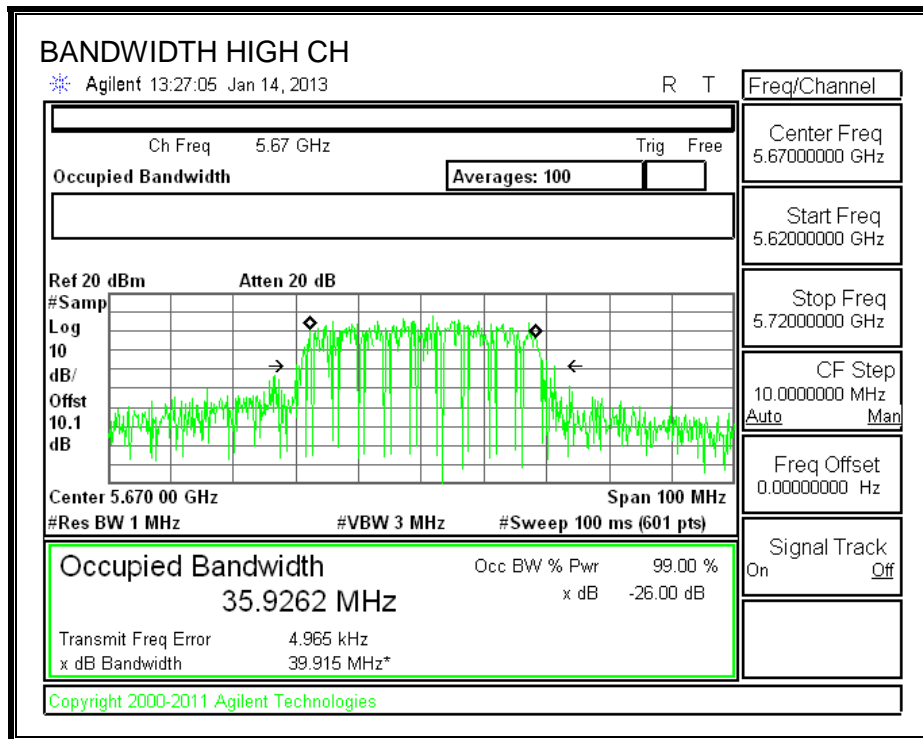 BANDWIDTH HIGH CH
Agilent 13:27:05 Jan 14, 2013 R T
Freq/Channel
Ch Freq 5.67 GHz Trig Free
Occupied Bandwidth Averages: 100
Center Freq
5.67000000 GHz
Start Freq
5.62000000 GHz
Stop Freq
5.72000000 GHz
CF Step
10.0000000 MHz
Auto Man
Freq Offset
0.00000000 Hz
Signal Track
On Off
Ref 20 dBm Atten 20 dB
#Samp
Log
10
dB/
Offst
10.1
dB
Center 5.670 00 GHz Span 100 MHz
#Res BW 1 MHz #VBW 3 MHz #Sweep 100 ms (601 pts)
Occupied Bandwidth Occ BW % Pwr 99.00 %
35.9262 MHz x dB -26.00 dB
Transmit Freq Error 4.965 kHz
x dB Bandwidth 39.915 MHz*
Copyright 2000-2011 Agilent Technologies